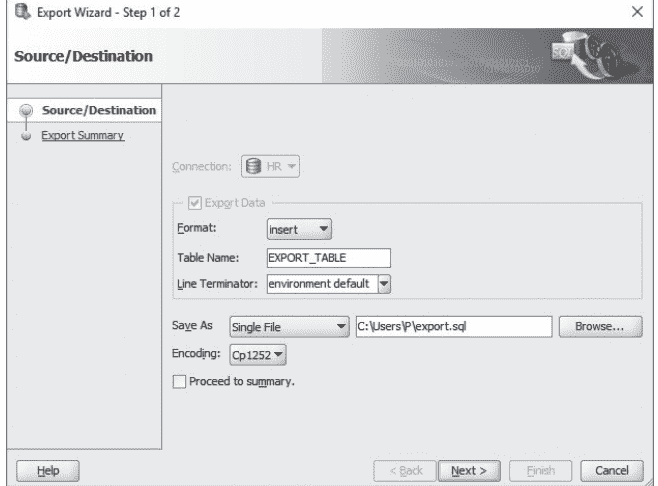 Export Wizard - Step 1 of 2
Source/Destination
SQL
Source/Destination
Export Summary
Connection: HR
Export Data
Format: insert
Table Name: EXPORT_TABLE
Line Terminator: environment default
Save As Single File C:\Users\P\export.sql Browse...
Encoding: Cp1252
Proceed to summary.
Help < Back Next > Finish Cancel